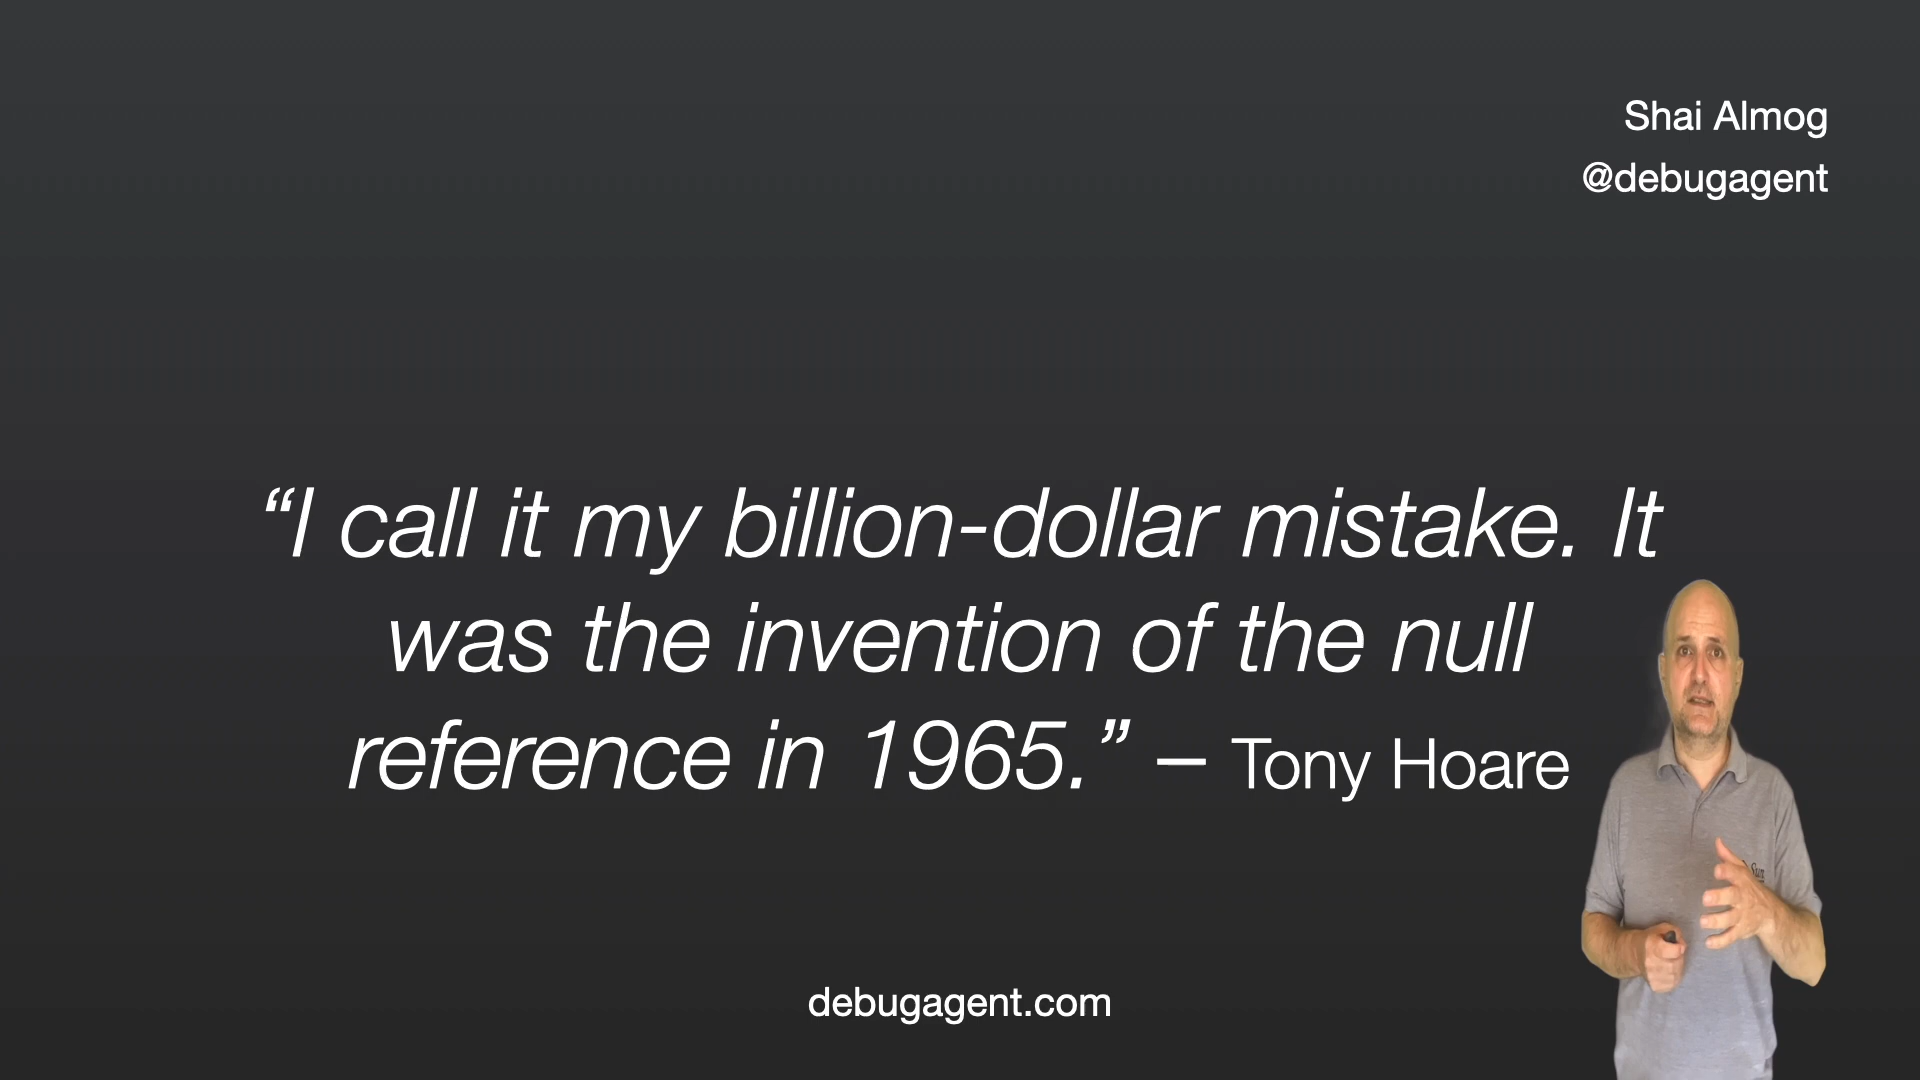 Shai Almog
@debugagent
“I call it my billion-dollar mistake. It
was the invention of the null
reference in 1965.” – Tony Hoare
Sun
debugagent.com